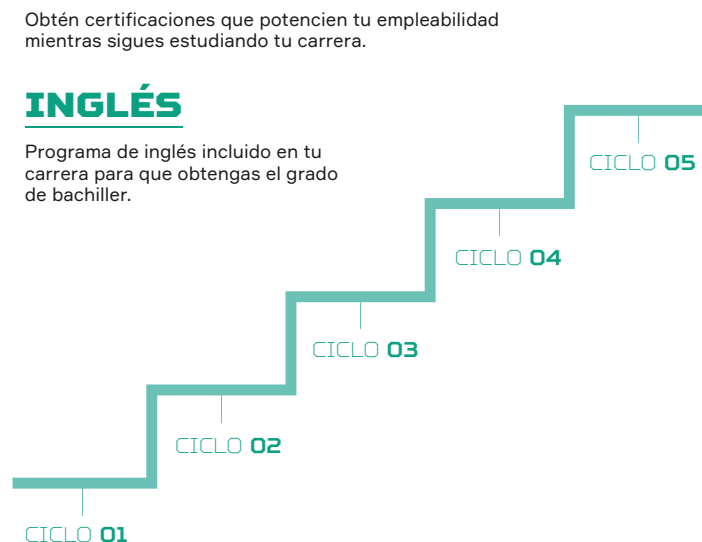 Obtén certificaciones que potencien tu empleabilidad
mientras sigues estudiando tu carrera.
INGLÉS
Programa de inglés incluido en tu
carrera para que obtengas el grado
de bachiller.
CICLO 05
CICLO 04
CICLO 03
CICLO 02
CICLO 01